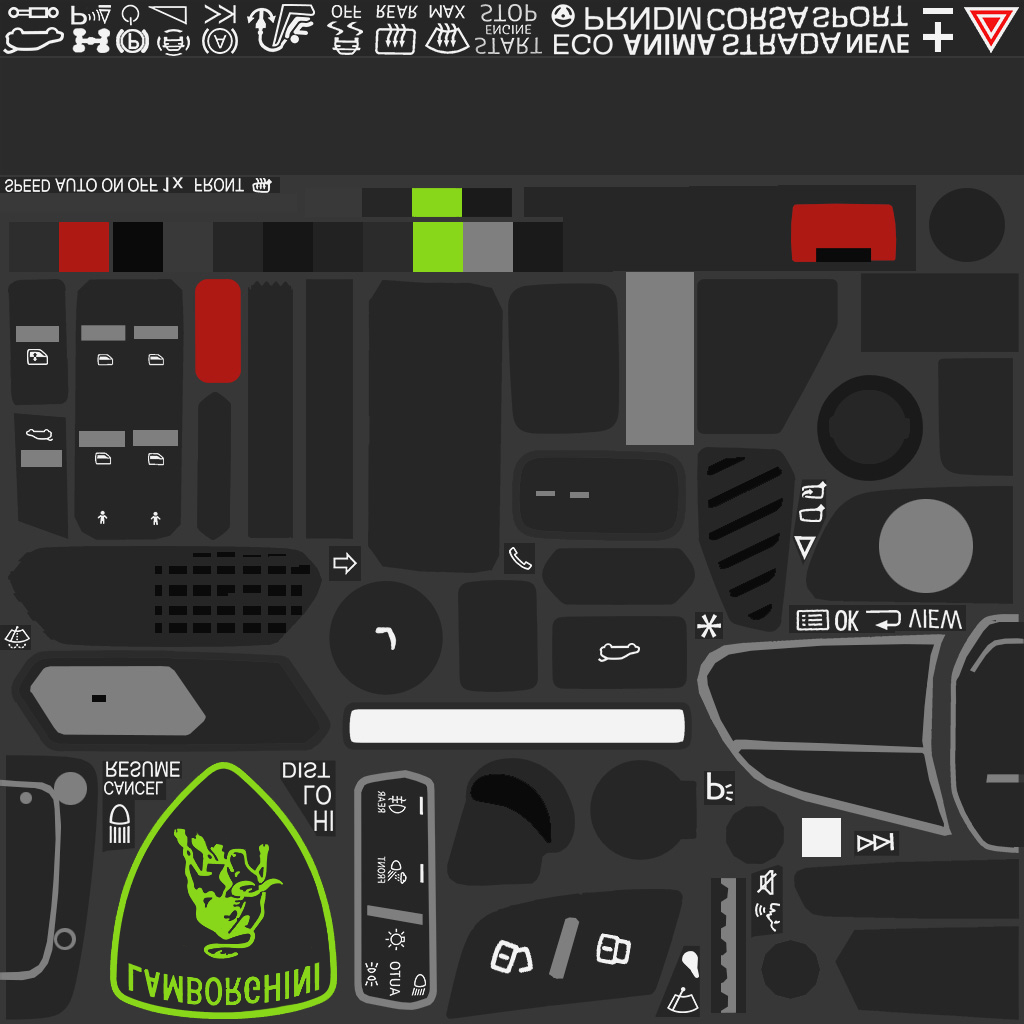 OFF REAR MAX STOP ENGINE START
PRNDM CORSA SPORT
ECO ANIMA STRADA NEVE
SPEED AUTO ON OFF 1x FRONT
OK VIEW
RESUME
CANCEL
DIST
LO
HI
LAMBORGHINI
REAR
FRONT
AUTO
P